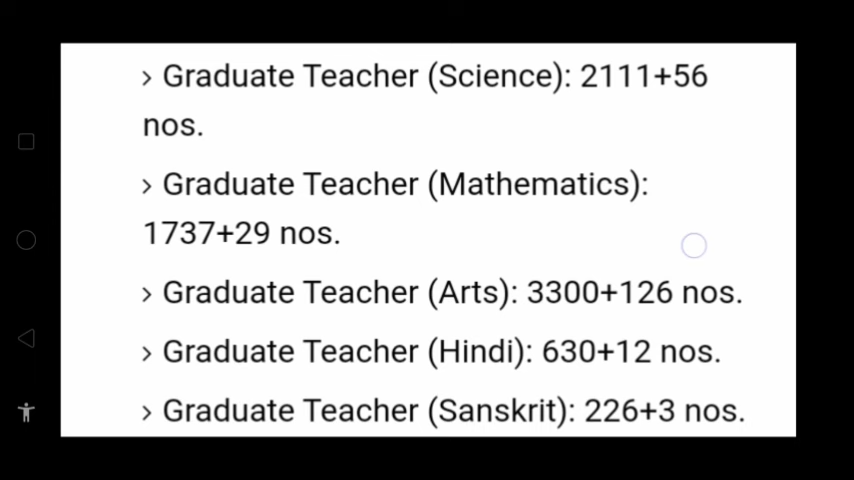 › Graduate Teacher (Science): 2111+56
nos.
› Graduate Teacher (Mathematics):
1737+29 nos.
› Graduate Teacher (Arts): 3300+126 nos.
› Graduate Teacher (Hindi): 630+12 nos.
› Graduate Teacher (Sanskrit): 226+3 nos.